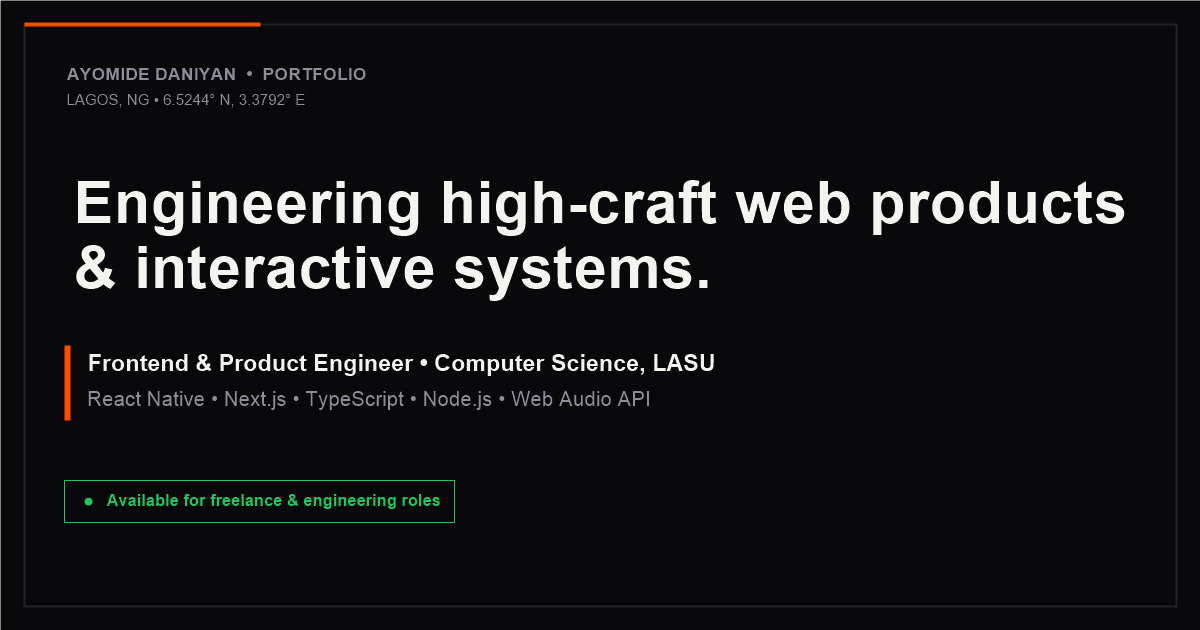 AYOMIDE DANIYAN • PORTFOLIO
LAGOS, NG • 6.5244° N, 3.3792° E
Engineering high-craft web products
& interactive systems.
Frontend & Product Engineer • Computer Science, LASU
React Native • Next.js • TypeScript • Node.js • Web Audio API
Available for freelance & engineering roles